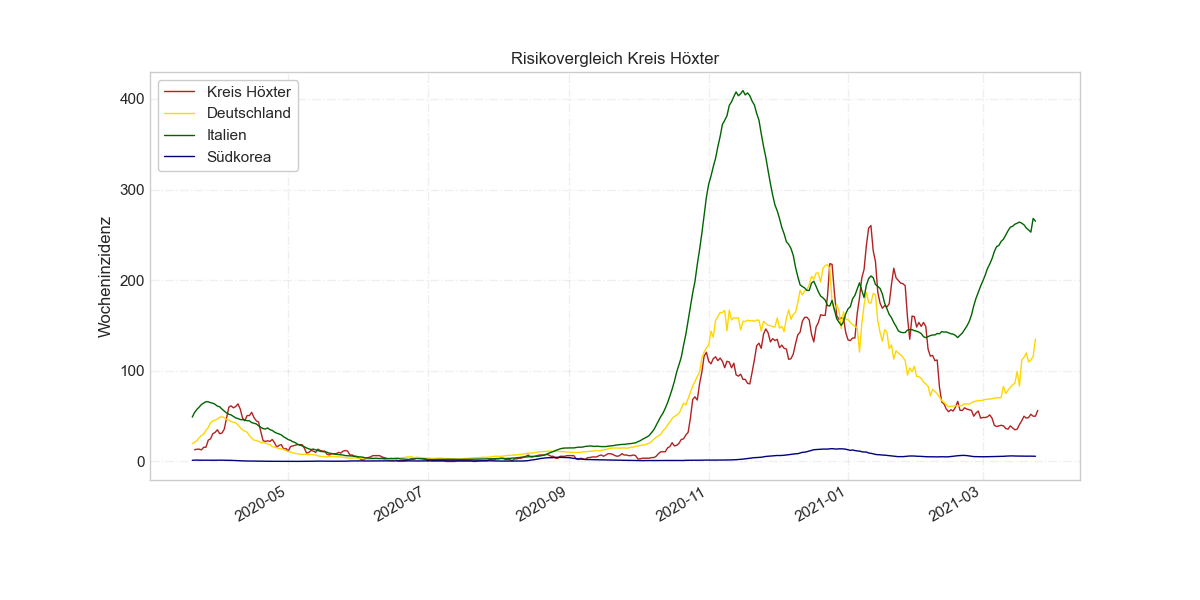 Risikovergleich Kreis Höxter
Kreis Höxter
Deutschland
Italien
Südkorea
Wocheninzidenz
400
300
200
100
0
2020-05
2020-07
2020-09
2020-11
2021-01
2021-03